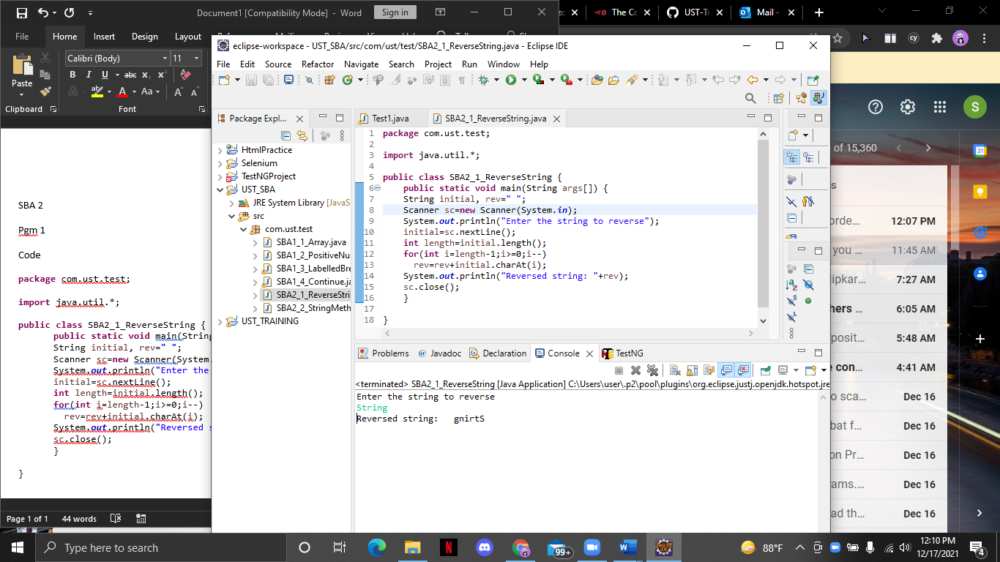 Document1 [Compatibility Mode] - Word
Sign in
File
Home
Insert
Design
Layout
Calibri (Body)
11
Paste
Clipboard
Font
SBA 2
Pgm 1
Code
package com.ust.test;
import java.util.*;
public class SBA2_1_ReverseString {
public static void main(String
String initial, rev=" ";
Scanner sc=new Scanner(System.
System.out.println("Enter the
initial=sc.nextLine();
int length=initial.length();
for(int i=length-1;i>=0;i--)
rev=rev+initial.charAt(i);
System.out.println("Reversed s
sc.close();
}
}
Page 1 of 1
44 words
The Co
UST-Tr
Mail -
eclipse-workspace - UST_SBA/src/com/ust/test/SBA2_1_ReverseString.java - Eclipse IDE
File Edit Source Refactor Navigate Search Project Run Window Help
Package Expl...
HtmlPractice
Selenium
TestNGProject
UST_SBA
JRE System Library [JavaS
src
com.ust.test
SBA1_1_Array.java
SBA1_2_PositiveNu
SBA1_3_LabelledBre
SBA1_4_Continue.ja
SBA2_1_ReverseStri
SBA2_2_StringMeth
UST_TRAINING
Test1.java
SBA2_1_ReverseString.java
1 package com.ust.test;
2
3 import java.util.*;
4
5 public class SBA2_1_ReverseString {
6 public static void main(String args[]) {
7 String initial, rev=" ";
8 Scanner sc=new Scanner(System.in);
9 System.out.println("Enter the string to reverse");
10 initial=sc.nextLine();
11 int length=initial.length();
12 for(int i=length-1;i>=0;i--)
13 rev=rev+initial.charAt(i);
14 System.out.println("Reversed string: "+rev);
15 sc.close();
16 }
17
18 }
Problems
@ Javadoc
Declaration
Console
TestNG
<terminated> SBA2_1_ReverseString [Java Application] C:\Users\user\.p2\pool\plugins\org.eclipse.justj.openjdk.hotspot.jre
Enter the string to reverse
String
Reversed string:  gnirtS
S
of 15,360
orde... 12:07 PM
you ... 11:45 AM
lipkar... 7:27 AM
hers ... 6:05 AM
posit... 5:48 AM
e con... 4:41 AM
o sca... Dec 16
bat f... Dec 16
on Pr... Dec 16
ams.... Dec 16
ad th... Dec 16
Type here to search
99+
88°F
12:10 PM
12/17/2021
4